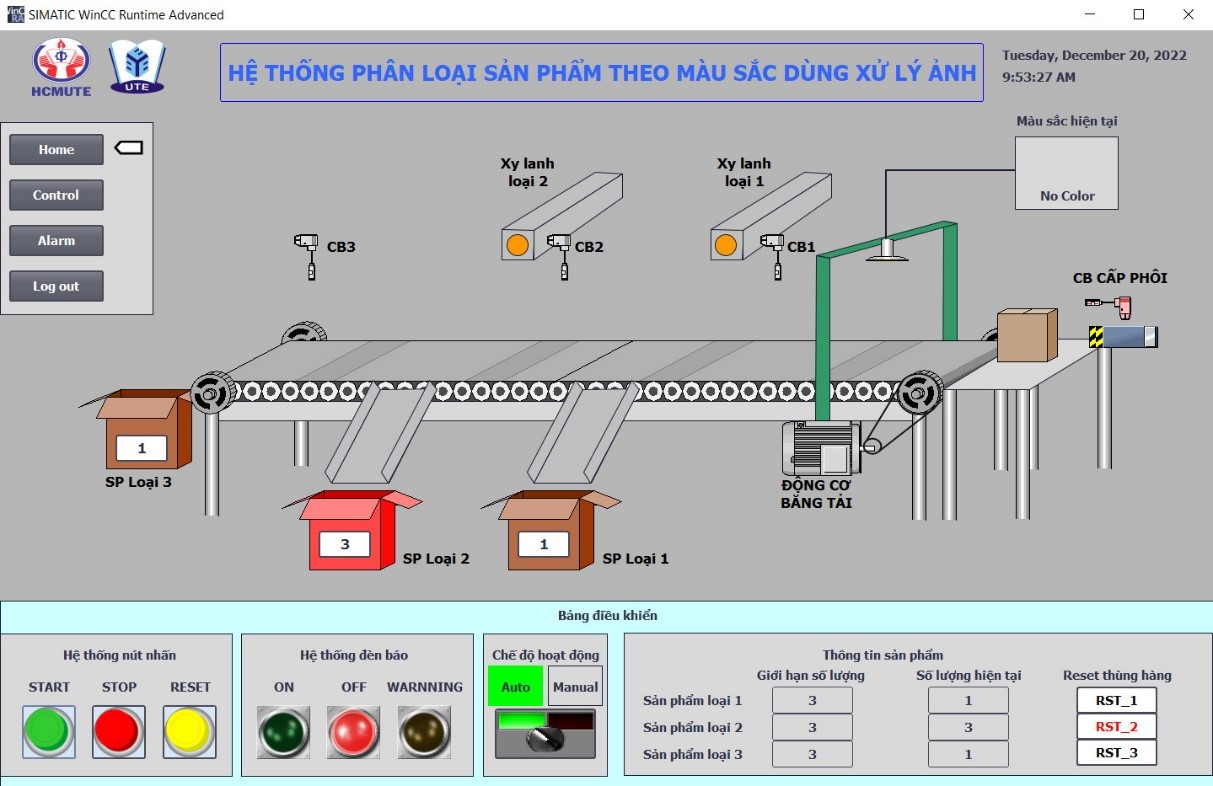 SIMATIC WinCC Runtime Advanced
HCMUTE
UTE
HỆ THỐNG PHÂN LOẠI SẢN PHẨM THEO MÀU SẮC DÙNG XỬ LÝ ẢNH
Tuesday, December 20, 2022
9:53:27 AM
Home
Control
Alarm
Log out
Màu sắc hiện tại
No Color
Xy lanh
loại 2
Xy lanh
loại 1
CB3
CB2
CB1
CB CẤP PHÔI
1
SP Loại 3
ĐỘNG CƠ
BĂNG TẢI
3
SP Loại 2
1
SP Loại 1
Bảng điều khiển
Hệ thống nút nhấn
START STOP RESET
Hệ thống đèn báo
ON OFF WARNNING
Chế độ hoạt động
Auto Manual
Thông tin sản phẩm
Giới hạn số lượng Số lượng hiện tại Reset thùng hàng
Sản phẩm loại 1 3 1 RST_1
Sản phẩm loại 2 3 3 RST_2
Sản phẩm loại 3 3 1 RST_3